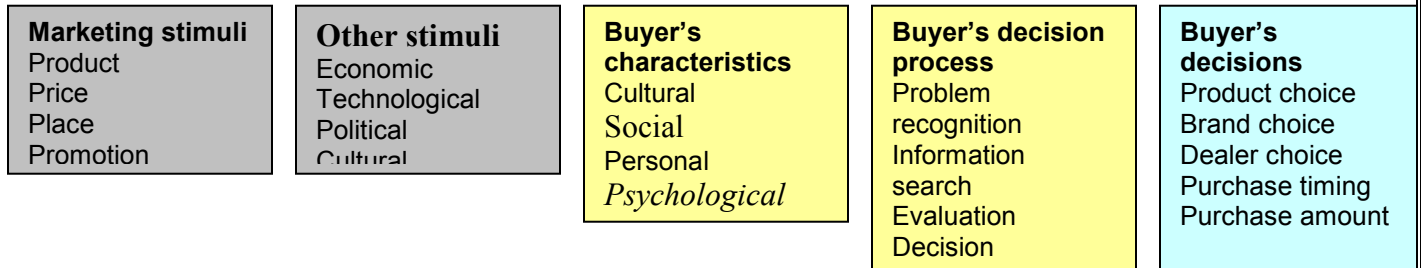 Marketing stimuli
Product
Price
Place
Promotion
Other stimuli
Economic
Technological
Political
Cultural
Buyer’s
characteristics
Cultural
Social
Personal
Psychological
Buyer’s decision
process
Problem
recognition
Information
search
Evaluation
Decision
Buyer’s
decisions
Product choice
Brand choice
Dealer choice
Purchase timing
Purchase amount